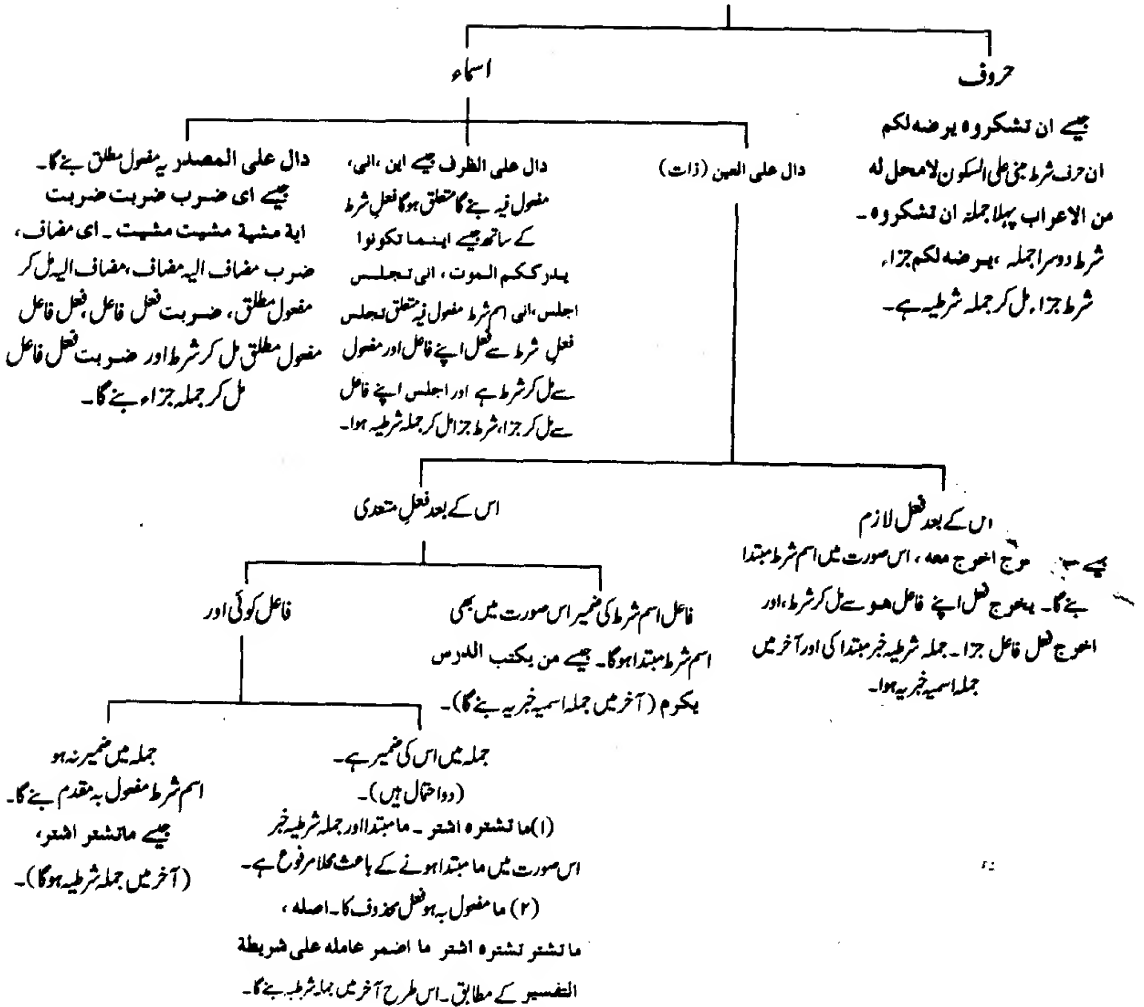 حروف
جیسے ان تشکروہ یرضہ لکم
ان حرف شرط مبنی علی السکون لا محل له
من الاعراب پہلا جملہ ان تشکروہ۔
شرط دوسرا جملہ، یرضہ لکم جزاء،
شرط جزاء، مل کر جملہ شرطیہ ہے۔
اسماء
دال علی العین (ذات)
دال علی الظرف جیسے این، انی،
مفعول فیہ بنے گا متعلق ہوگا فعل شرط
کے ساتھ جیسے اینما تکونوا
یدرککم الموت، انی تجلس
اجلس، انی اسم شرط مفعول فیہ متعلق تجلس
فعل شرط سے فعل اپنے فاعل اور مفعول
سے مل کر شرط ہے اور اجلس اپنے فاعل
سے مل کر جزا، شرط جزا مل کر جملہ شرطیہ ہوا۔
دال علی المصدر یہ مفعول مطلق بنے گا۔
جیسے ای ضرب ضربت ضربت
ایة مشیة مشیت مشیت ۔ ای مضاف،
ضرب مضاف الیہ مضاف، مضاف الیہ مل کر
مفعول مطلق، ضربت فعل فاعل، فعل فاعل
مفعول مطلق مل کر شرط اور ضربت فعل فاعل
مل کر جملہ جزاء بنے گا۔
اس کے بعد فعل لازم
جیسے اخرج معه، اس صورت میں اسم شرط مبتدا
بنے گا۔ یخرج فعل اپنے فاعل ھو سے مل کر شرط، اور
اخرج فعل فاعل جزا۔ جملہ شرطیہ خبر مبتدا کی اور آخر میں
جملہ اسمیہ خبریہ ہوا۔
اس کے بعد فعل متعدی
فاعل اسم شرط کی ضمیر اس صورت میں بھی
اسم شرط مبتدا ہوگا۔ جیسے من یکتب الدرس
یکرم (آخر میں جملہ اسمیہ خبریہ بنے گا)۔
فاعل کوئی اور
جملہ میں اس کی ضمیر ہے۔
(دو احتمال ہیں)۔
(۱) ما تشترہ اشتر ۔ ما مبتدا اور جملہ شرطیہ خبر
اس صورت میں ما مبتدا ہونے کے باعث محلا مرفوع ہے۔
(۲) ما مفعول بہ ہو فعل محذوف کا۔ اصلہ،
ما تشتر تشترہ اشتر ما اضمر عاملہ علی شریطة
التفسیر کے مطابق۔ اس طرح آخر میں جملہ شرطیہ بنے گا۔
جملہ میں ضمیر نہ ہو
اسم شرط مفعول بہ مقدم بنے گا۔
جیسے ما تشتر اشتر،
(آخر میں جملہ شرطیہ ہوگا)۔